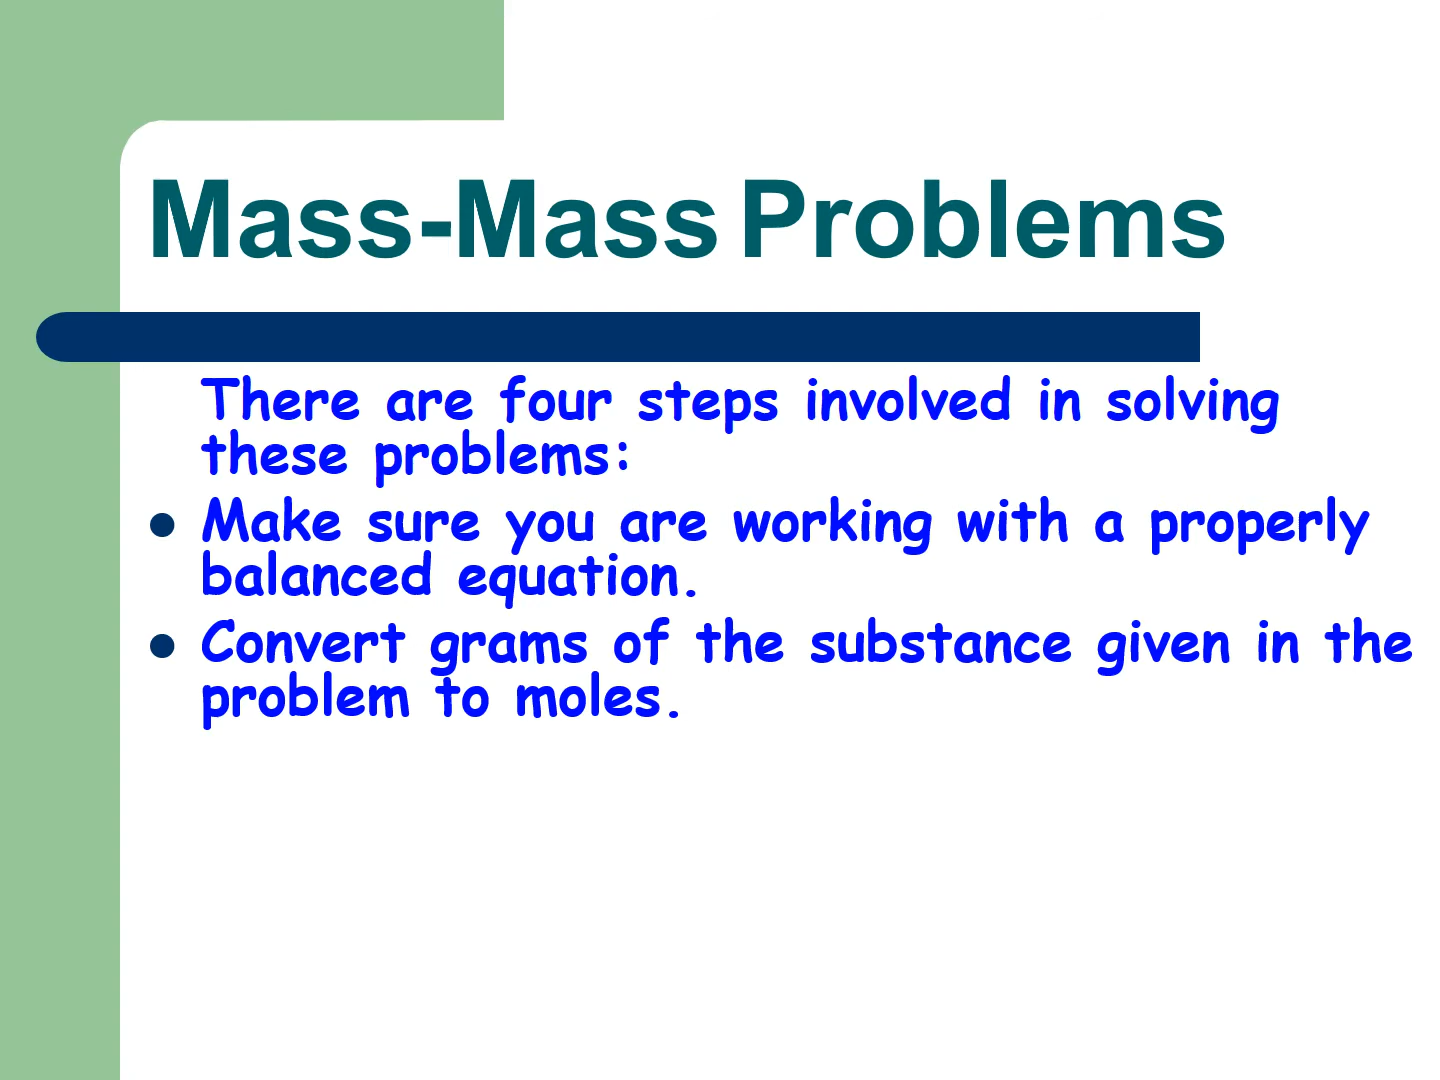 Mass-Mass Problems
There are four steps involved in solving
these problems:
● Make sure you are working with a properly
balanced equation.
● Convert grams of the substance given in the
problem to moles.